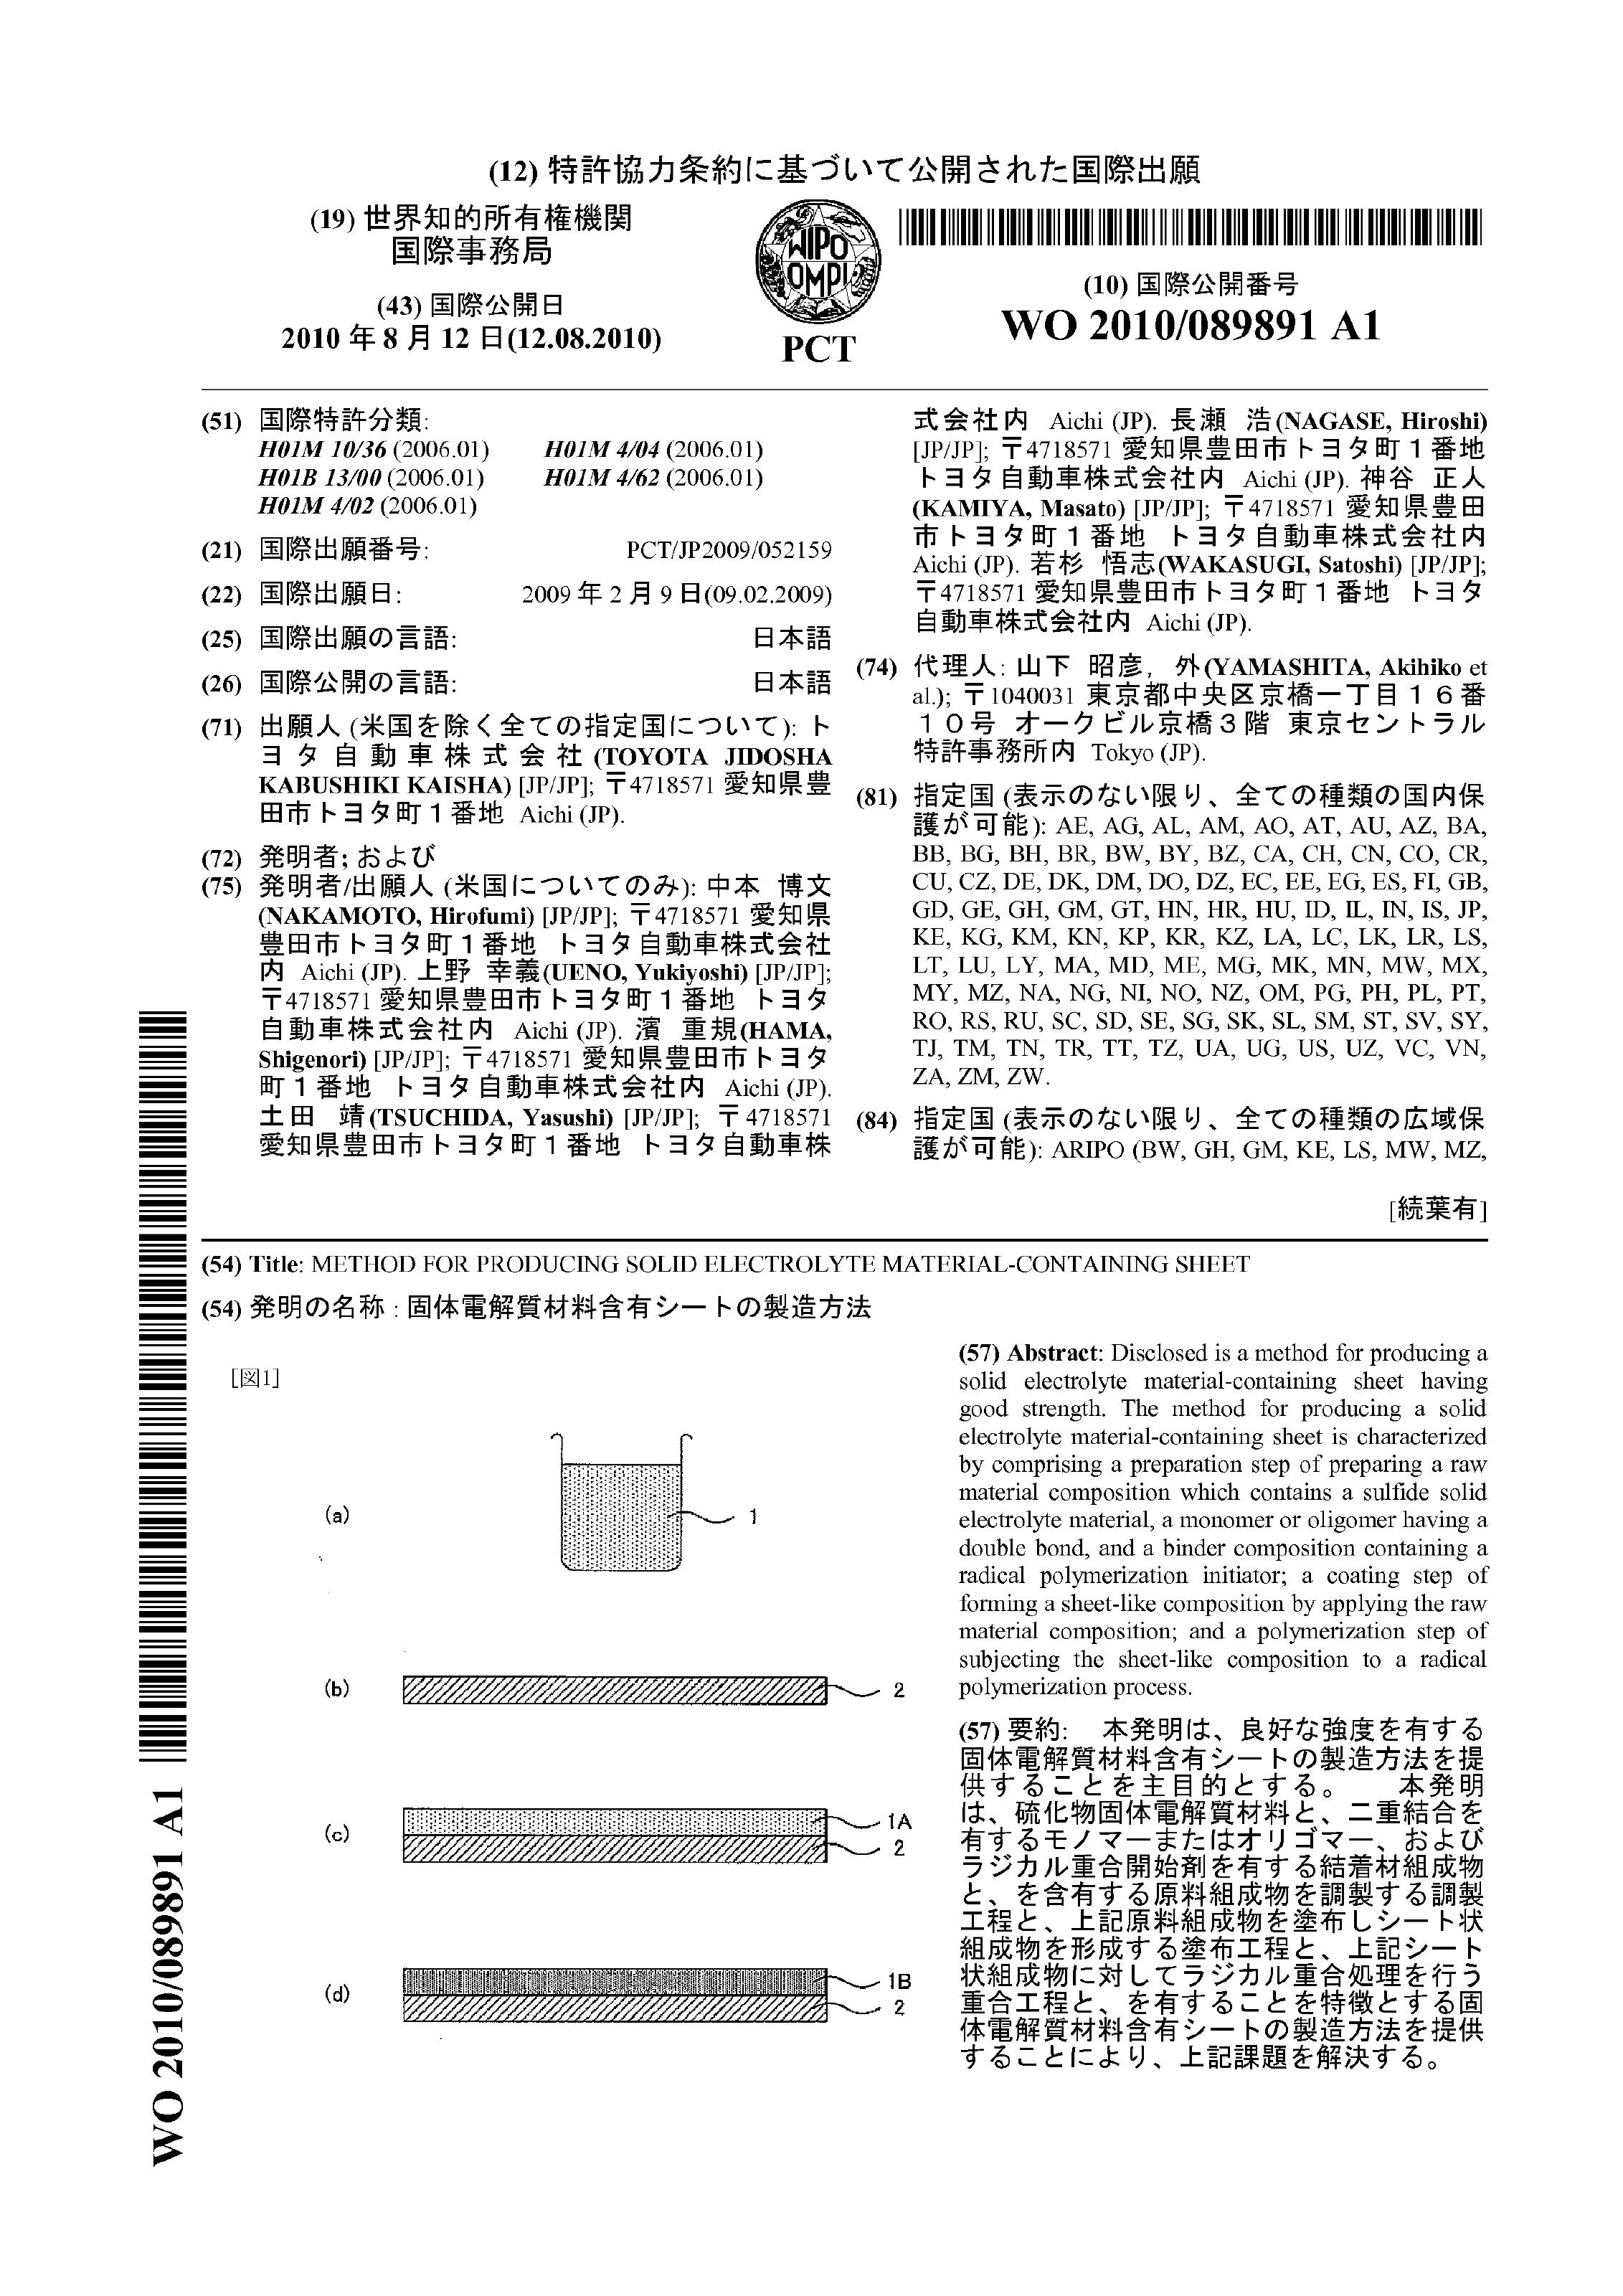 (12) 特許協力条約に基づいて公開された国際出願
(19) 世界知的所有権機関
国際事務局
(43) 国際公開日
2010 年 8 月 12 日(12.08.2010)
WIPO
OMPI
PCT
(10) 国際公開番号
WO 2010/089891 A1
(51) 国際特許分類:
H01M 10/36 (2006.01) H01M 4/04 (2006.01)
H01B 13/00 (2006.01) H01M 4/62 (2006.01)
H01M 4/02 (2006.01)
(21) 国際出願番号: PCT/JP2009/052159
(22) 国際出願日: 2009 年 2 月 9 日(09.02.2009)
(25) 国際出願の言語: 日本語
(26) 国際公開の言語: 日本語
(71) 出願人 (米国を除く全ての指定国について): ト
ヨタ自動車株式会社 (TOYOTA JIDOSHA
KABUSHIKI KAISHA) [JP/JP]; 〒4718571 愛知県豊
田市トヨタ町1番地 Aichi (JP).
(72) 発明者; および
(75) 発明者/出願人 (米国についてのみ): 中本 博文
(NAKAMOTO, Hirofumi) [JP/JP]; 〒4718571 愛知県
豊田市トヨタ町1番地 トヨタ自動車株式会社
内 Aichi (JP). 上野 幸義(UENO, Yukiyoshi) [JP/JP];
〒4718571 愛知県豊田市トヨタ町1番地 トヨタ
自動車株式会社内 Aichi (JP). 濱 重規(HAMA,
Shigenori) [JP/JP]; 〒4718571 愛知県豊田市トヨタ
町1番地 トヨタ自動車株式会社内 Aichi (JP).
土田 靖(TSUCHIDA, Yasushi) [JP/JP]; 〒4718571
愛知県豊田市トヨタ町1番地 トヨタ自動車株
式会社内 Aichi (JP). 長瀬 浩(NAGASE, Hiroshi)
[JP/JP]; 〒4718571 愛知県豊田市トヨタ町1番地
トヨタ自動車株式会社内 Aichi (JP). 神谷 正人
(KAMIYA, Masato) [JP/JP]; 〒4718571 愛知県豊田
市トヨタ町1番地 トヨタ自動車株式会社内
Aichi (JP). 若杉 悟志(WAKASUGI, Satoshi) [JP/JP];
〒4718571 愛知県豊田市トヨタ町1番地 トヨタ
自動車株式会社内 Aichi (JP).
(74) 代理人: 山下 昭彦, 外(YAMASHITA, Akihiko et
al.); 〒1040031 東京都中央区京橋一丁目16番
10号 オークビル京橋3階 東京セントラル
特許事務所内 Tokyo (JP).
(81) 指定国 (表示のない限り、全ての種類の国内保
護が可能): AE, AG, AL, AM, AO, AT, AU, AZ, BA,
BB, BG, BH, BR, BW, BY, BZ, CA, CH, CN, CO, CR,
CU, CZ, DE, DK, DM, DO, DZ, EC, EE, EG, ES, FI, GB,
GD, GE, GH, GM, GT, HN, HR, HU, ID, IL, IN, IS, JP,
KE, KG, KM, KN, KP, KR, KZ, LA, LC, LK, LR, LS,
LT, LU, LY, MA, MD, ME, MG, MK, MN, MW, MX,
MY, MZ, NA, NG, NI, NO, NZ, OM, PG, PH, PL, PT,
RO, RS, RU, SC, SD, SE, SG, SK, SL, SM, ST, SV, SY,
TJ, TM, TN, TR, TT, TZ, UA, UG, US, UZ, VC, VN,
ZA, ZM, ZW.
(84) 指定国 (表示のない限り、全ての種類の広域保
護が可能): ARIPO (BW, GH, GM, KE, LS, MW, MZ,
[続葉有]
(54) Title: METHOD FOR PRODUCING SOLID ELECTROLYTE MATERIAL-CONTAINING SHEET
(54) 発明の名称 : 固体電解質材料含有シートの製造方法
[図1]
(a) 1
(b) 2
(c) 1A
2
(d) 1B
2
(57) Abstract: Disclosed is a method for producing a
solid electrolyte material-containing sheet having
good strength. The method for producing a solid
electrolyte material-containing sheet is characterized
by comprising a preparation step of preparing a raw
material composition which contains a sulfide solid
electrolyte material, a monomer or oligomer having a
double bond, and a binder composition containing a
radical polymerization initiator; a coating step of
forming a sheet-like composition by applying the raw
material composition; and a polymerization step of
subjecting the sheet-like composition to a radical
polymerization process.
(57) 要約: 本発明は、良好な強度を有する
固体電解質材料含有シートの製造方法を提
供することを主目的とする。 本発明
は、硫化物固体電解質材料と、二重結合を
有するモノマーまたはオリゴマー、および
ラジカル重合開始剤を有する結着材組成物
と、を含有する原料組成物を調製する調製
工程と、上記原料組成物を塗布しシート状
組成物を形成する塗布工程と、上記シート
状組成物に対してラジカル重合処理を行う
重合工程と、を有することを特徴とする固
体電解質材料含有シートの製造方法を提供
することにより、上記課題を解決する。
WO 2010/089891 A1